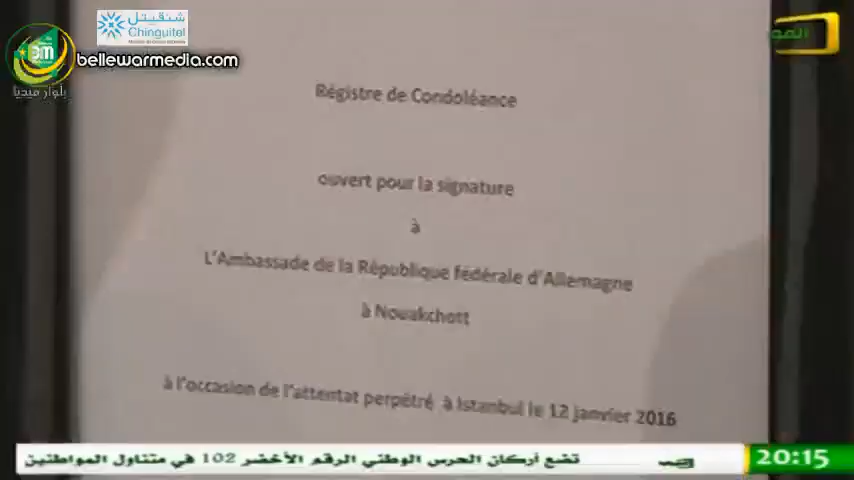 شنقيتل
Chinguitel
bellewarmedia.com
بلوار ميديا
Régistre de Condoléance
ouvert pour la signature
à
L'Ambassade de la République fédérale d'Allemagne
à Nouakchott
à l'occasion de l'attentat perpétré à Istanbul le 12 janvier 2016
تضع أركان الحرس الوطني الرقم الأخضر 102 في متناول المواطنين
20:15